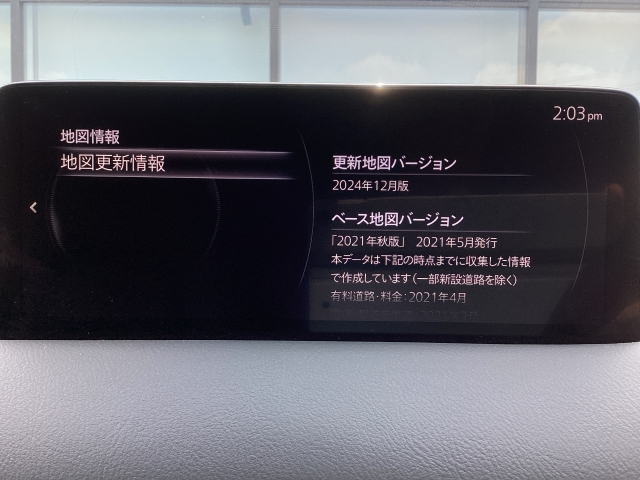 2:03pm
地図情報
地図更新情報
更新地図バージョン
2024年12月版
ベース地図バージョン
「2021年秋版」 2021年5月発行
本データは下記の時点までに収集した情報
で作成しています(一部新設道路を除く)
有料道路・料金:2021年4月